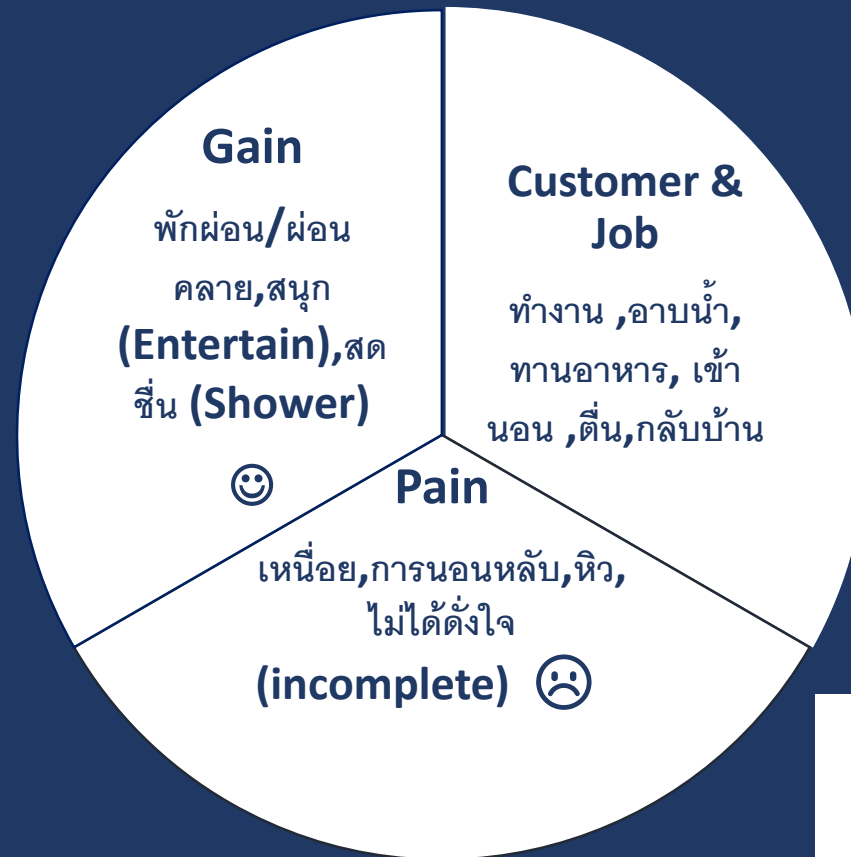 Gain
พักผ่อน/ผ่อน
คลาย,สนุก
(Entertain),สด
ชื่น (Shower)
☺
Customer &
Job
ทำงาน ,อาบน้ำ,
ทานอาหาร, เข้า
นอน ,ตื่น,กลับบ้าน
Pain
เหนื่อย,การนอนหลับ,หิว,
ไม่ได้ดั่งใจ
(incomplete) ☹